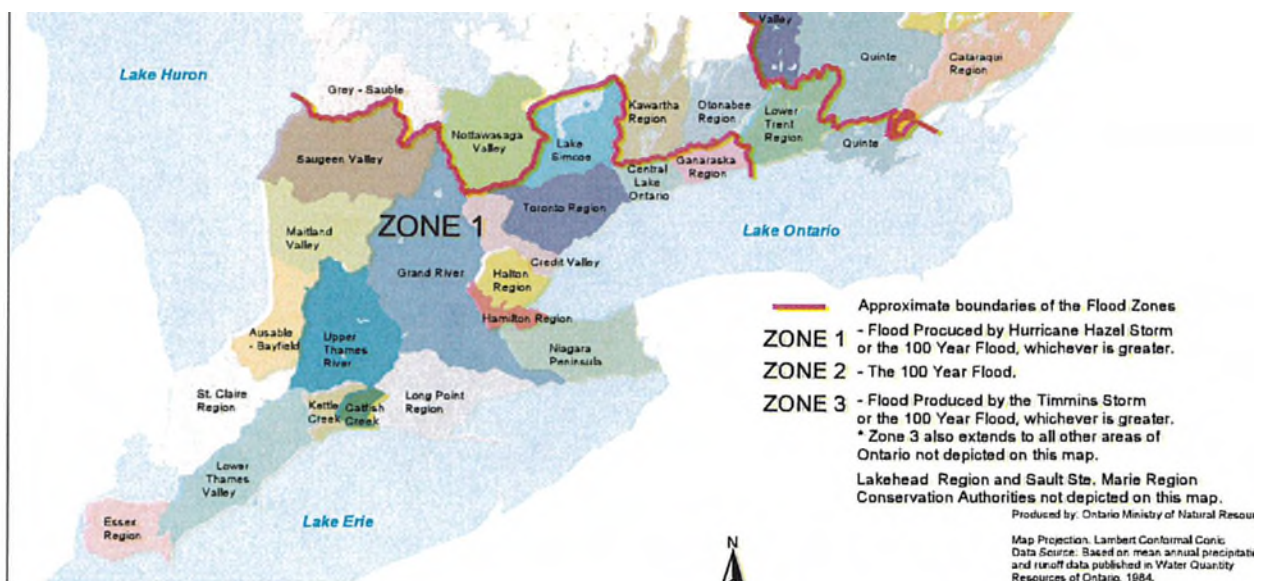 Valley
Quinte
Cataraqui
Region
Lake Huron
Grey - Sauble
Nottawasaga
Valley
Kawartha
Region
Otonabee
Region
Lower
Trent
Region
Quinte
Saugeen Valley
Lake
Simcoe
Central
Lake
Ontario
Ganaraska
Region
Toronto Region
ZONE 1
Maitland
Valley
Grand River
Credit Valley
Lake Ontario
Halton
Region
Hamilton Region
Ausable
- Bayfield
Upper
Thames
River
Niagara
Peninsula
St. Claire
Region
Kettle
Creek
Catfish
Creek
Long Point
Region
Lower
Thames
Valley
Essex
Region
Lake Erie
Approximate boundaries of the Flood Zones
ZONE 1 - Flood Produced by Hurricane Hazel Storm
or the 100 Year Flood, whichever is greater.
ZONE 2 - The 100 Year Flood.
ZONE 3 - Flood Produced by the Timmins Storm
or the 100 Year Flood, whichever is greater.
* Zone 3 also extends to all other areas of
Ontario not depicted on this map.
Lakehead Region and Sault Ste. Marie Region
Conservation Authorities not depicted on this map.
Produced by: Ontario Ministry of Natural Resou
N
Map Projection: Lambert Conformal Conic
Data Source: Based on mean annual precipitati
and runoff data published in Water Quantity
Resources of Ontario, 1984.